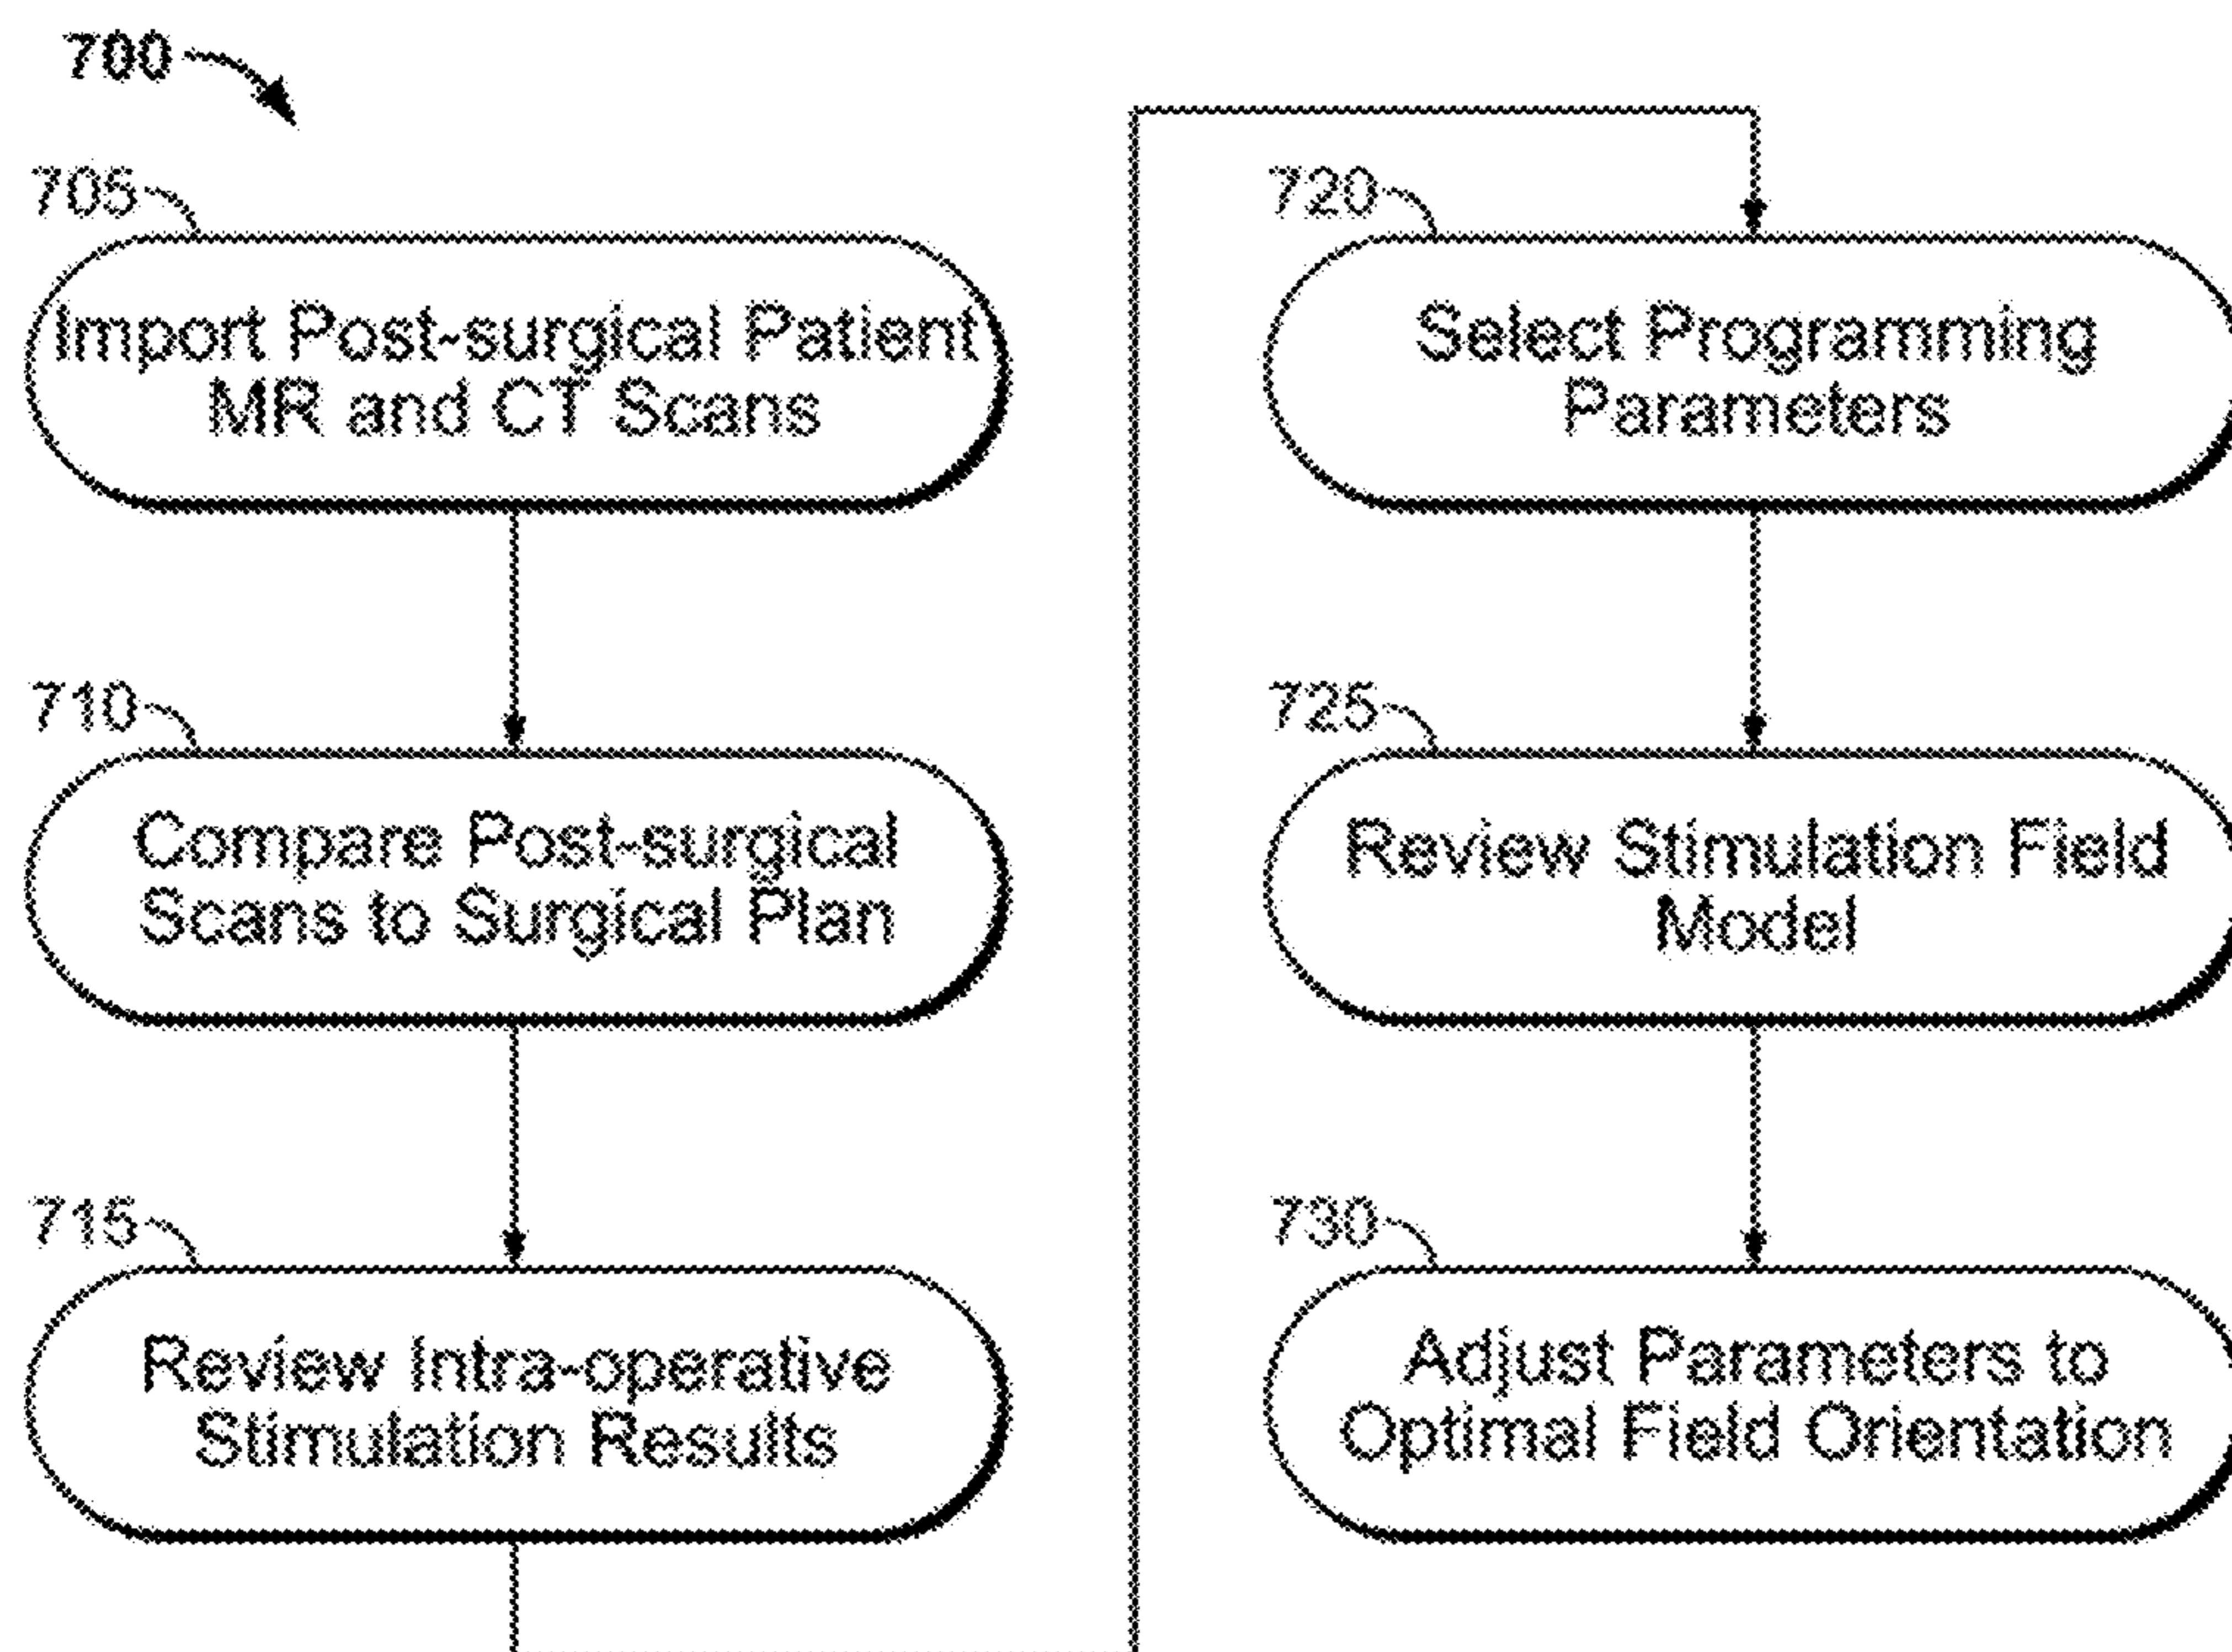 700
705
Import Post-surgical Patient
MR and CT Scans
710
Compare Post-surgical
Scans to Surgical Plan
715
Review Intra-operative
Stimulation Results
720
Select Programming
Parameters
725
Review Stimulation Field
Model
730
Adjust Parameters to
Optimal Field Orientation